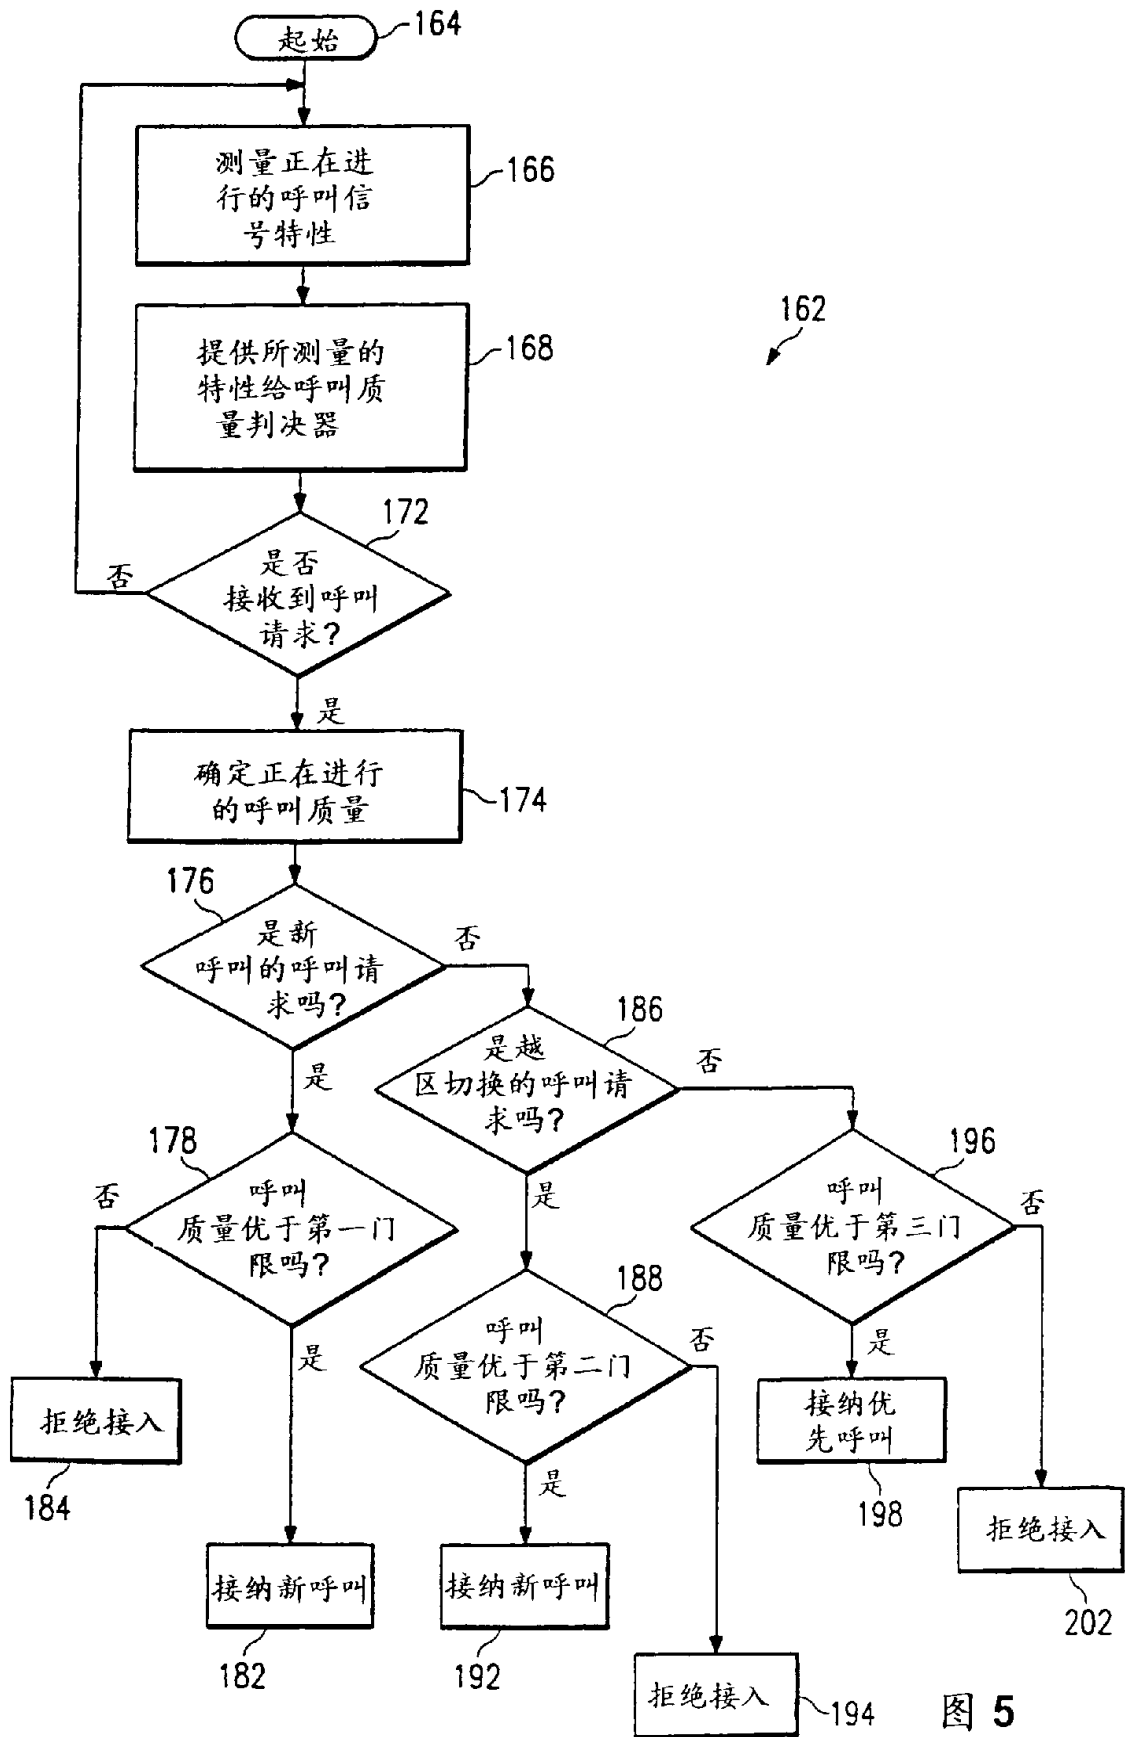 起始
164
测量正在进
行的呼叫信
号特性
166
162
提供所测量的
特性给呼叫质
量判决器
168
172
是否
接收到呼叫
请求?
否
是
确定正在进行
的呼叫质量
174
176
是新
呼叫的呼叫请
求吗?
否
是
186
是越
区切换的呼叫请
求吗?
否
是
178
呼叫
质量优于第一门
限吗?
否
是
196
呼叫
质量优于第三门
限吗?
否
是
188
呼叫
质量优于第二门
限吗?
否
是
拒绝接入
184
接纳优
先呼叫
198
拒绝接入
202
接纳新呼叫
182
接纳新呼叫
192
拒绝接入
194
图 5